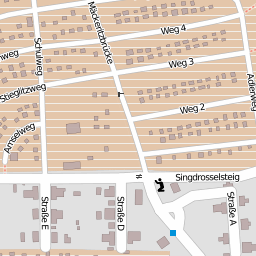 Weg 4
Mäckeritzbrücke
Schulweg
Weg 3
Adlerweg
Stieglitzweg
Weg 2
Amselweg
Singdrosselsteig
Straße E
Straße D
Straße A